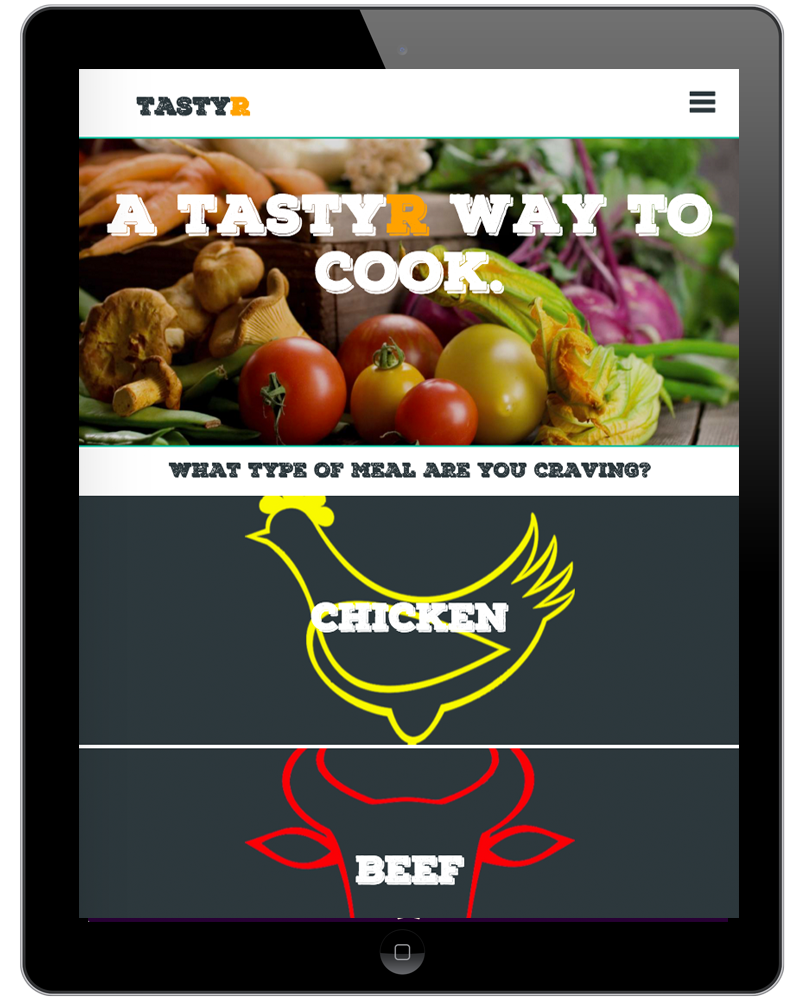 TASTYR
A TASTYR WAY TO
COOK.
WHAT TYPE OF MEAL ARE YOU CRAVING?
CHICKEN
BEEF